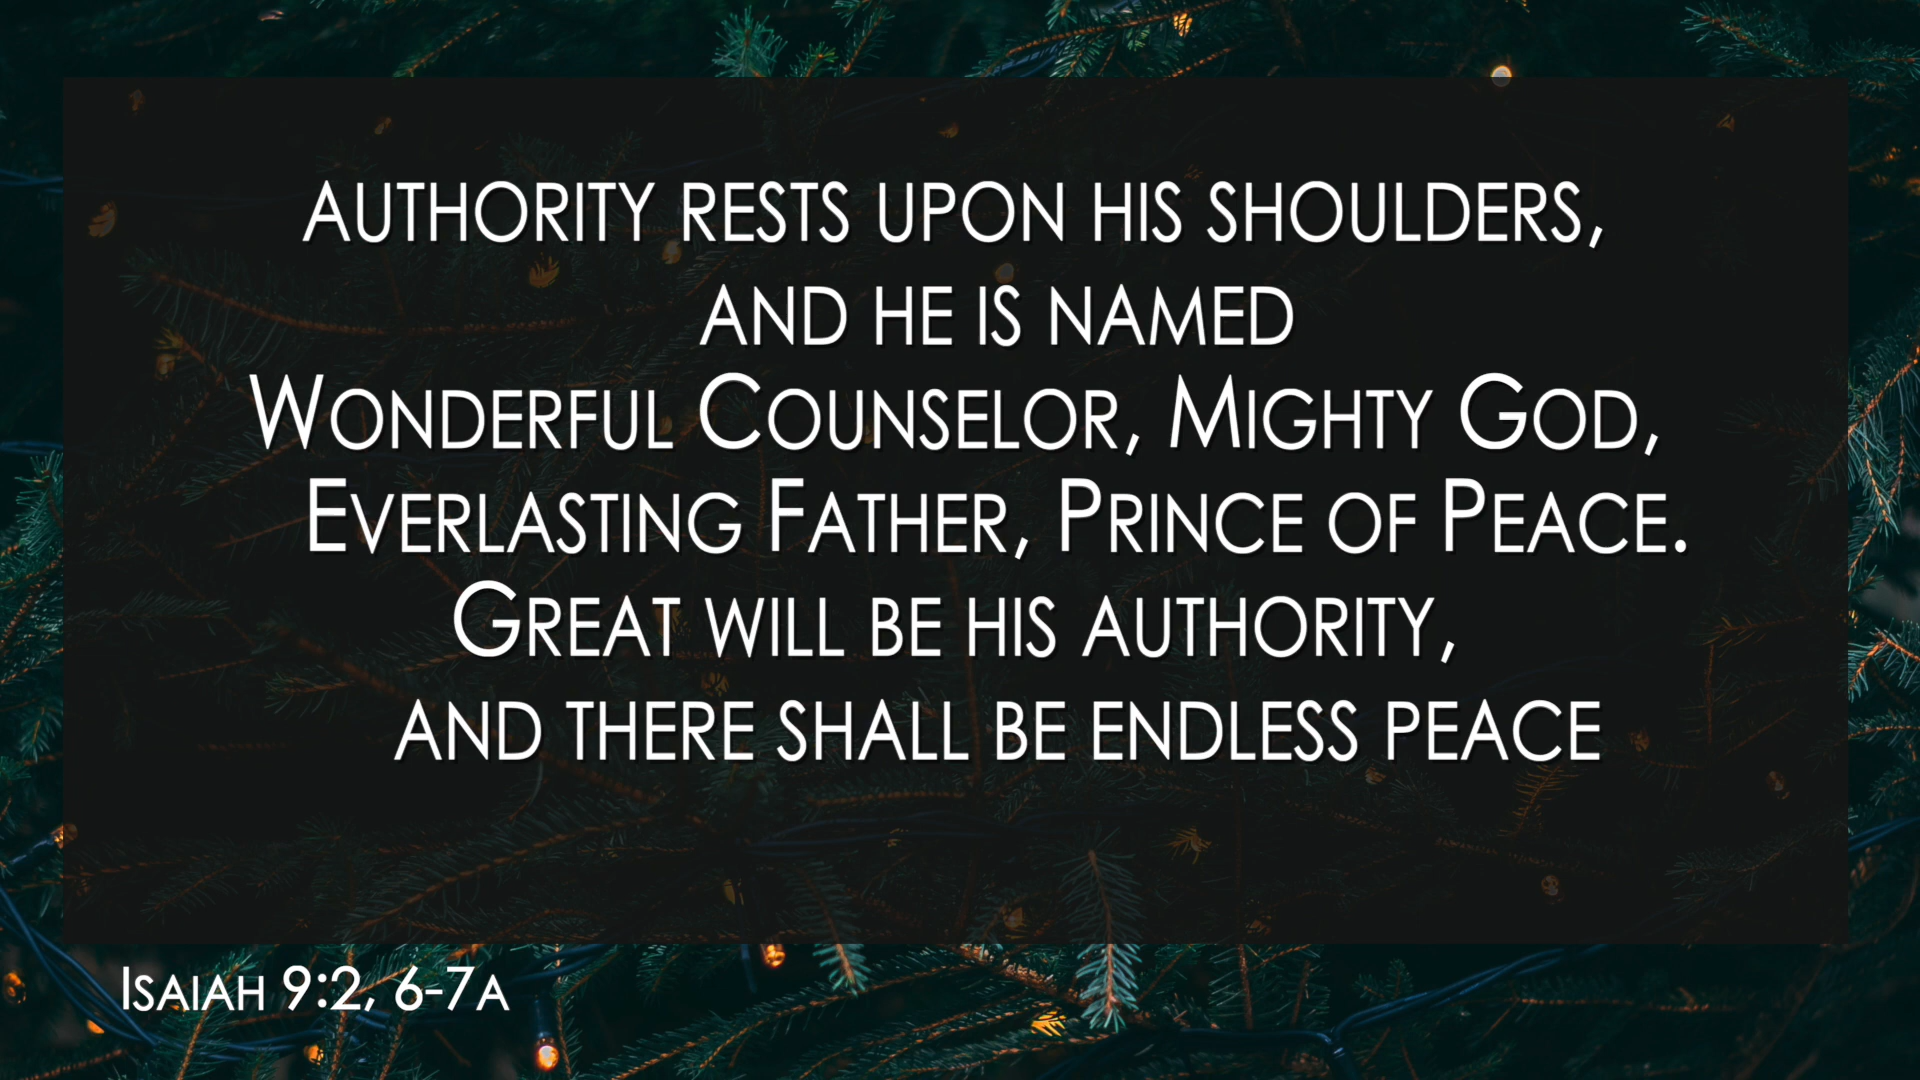 authority rests upon his shoulders,
and he is named
Wonderful Counselor, Mighty God,
Everlasting Father, Prince of Peace.
Great will be his authority,
and there shall be endless peace
Isaiah 9:2, 6-7a